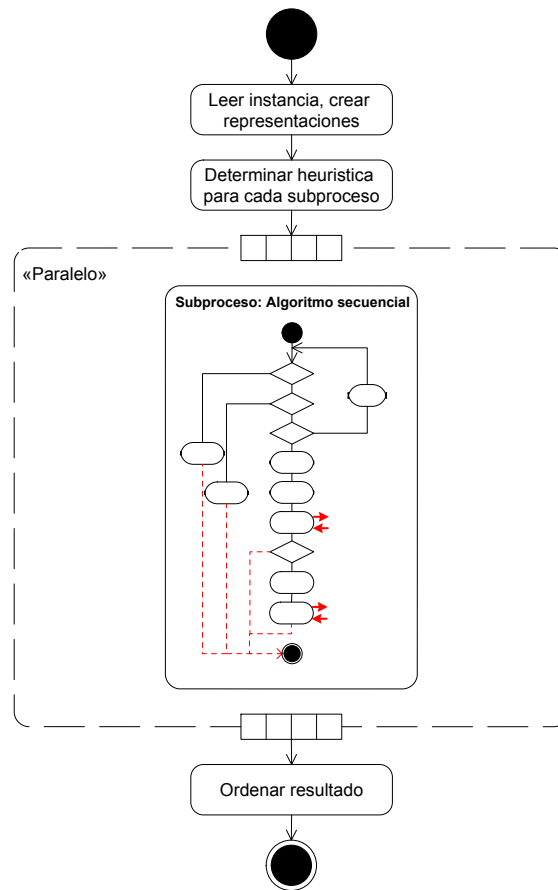 Leer instancia, crear
representaciones
Determinar heuristica
para cada subproceso
«Paralelo»
Subproceso: Algoritmo secuencial
Ordenar resultado